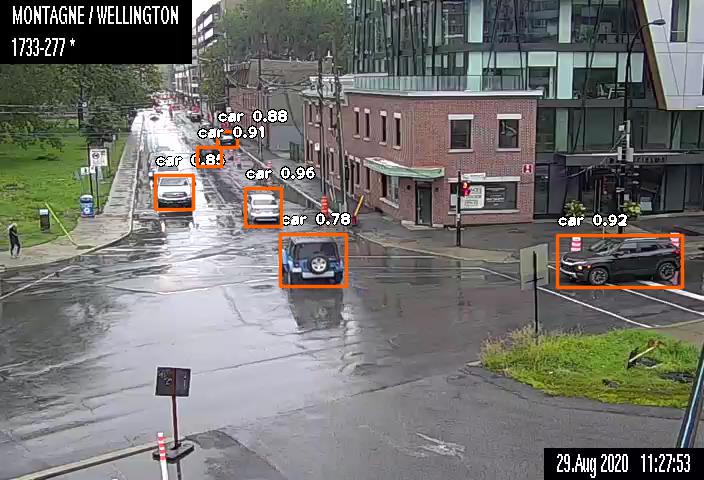 MONTAGNE / WELLINGTON
1733-277 *
car 0.88
car 0.91
car 0.96
car 0.78
car 0.92
29.Aug 2020 11:27:53